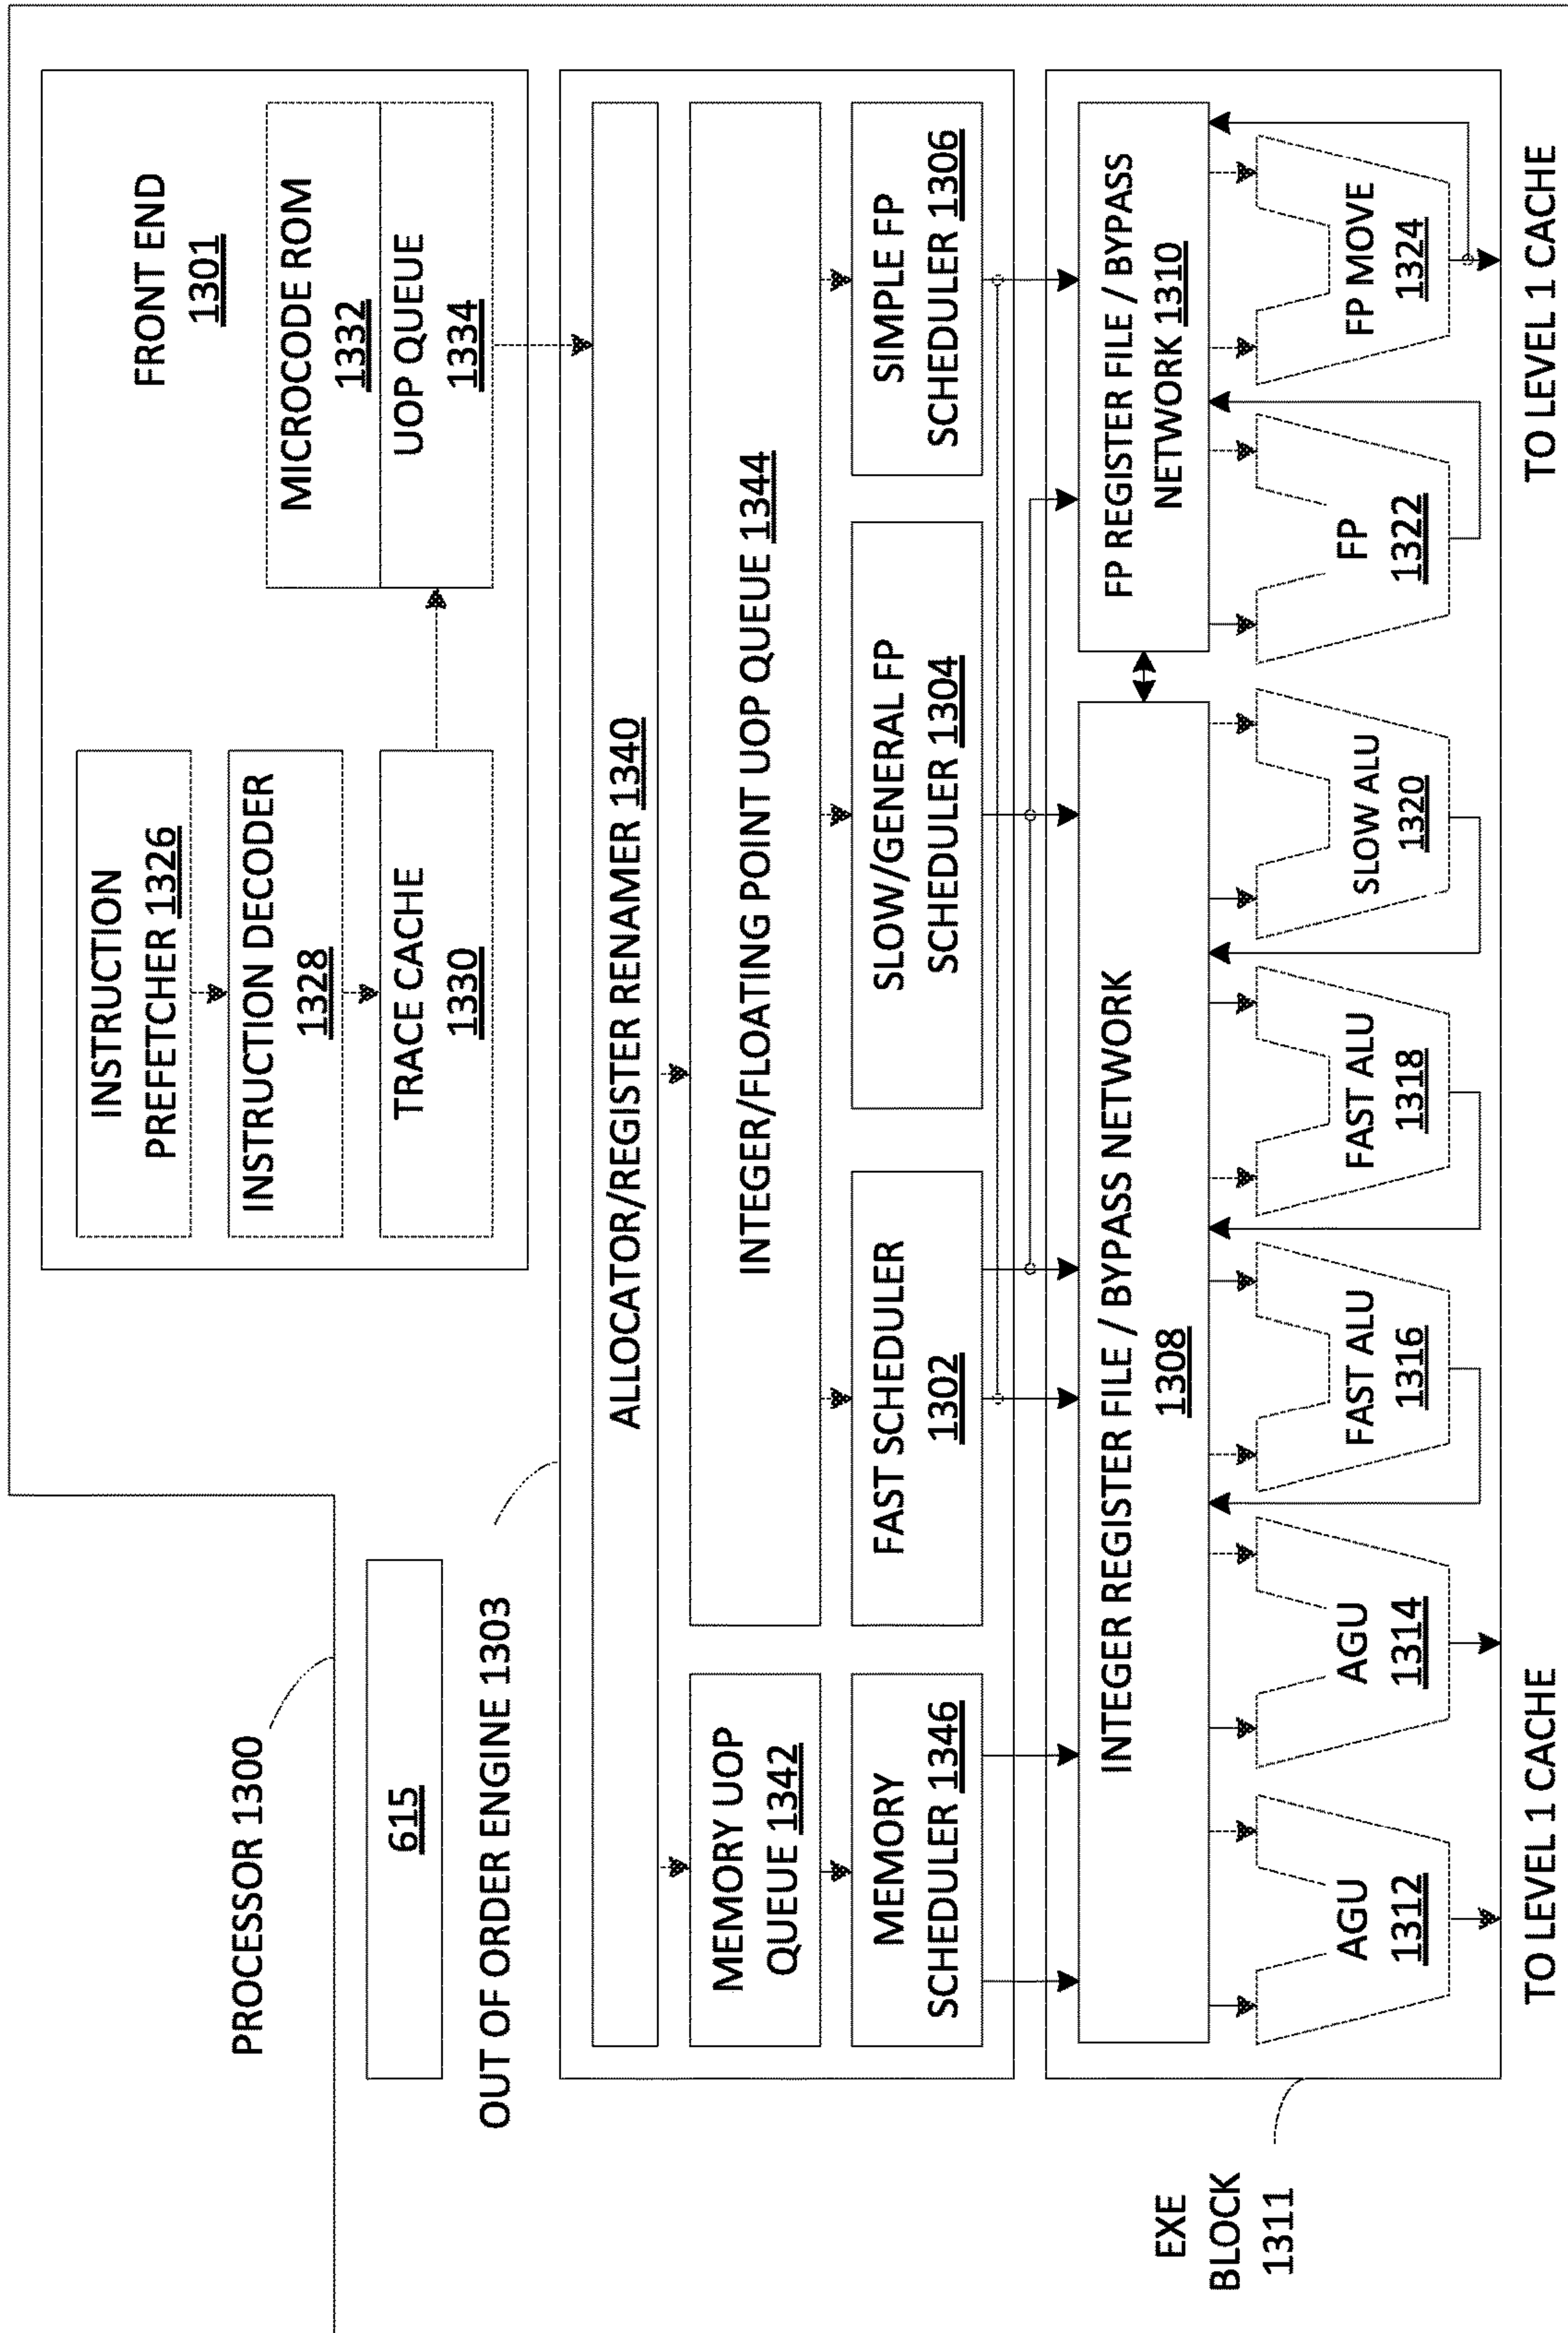 PROCESSOR 1300
615
FRONT END
1301
INSTRUCTION
PREFETCHER 1326
INSTRUCTION DECODER
1328
TRACE CACHE
1330
MICROCODE ROM
1332
UOP QUEUE
1334
OUT OF ORDER ENGINE 1303
ALLOCATOR/REGISTER RENAMER 1340
MEMORY UOP
QUEUE 1342
INTEGER/FLOATING POINT UOP QUEUE 1344
MEMORY
SCHEDULER 1346
FAST SCHEDULER
1302
SLOW/GENERAL FP
SCHEDULER 1304
SIMPLE FP
SCHEDULER 1306
EXE
BLOCK
1311
INTEGER REGISTER FILE / BYPASS NETWORK
1308
FP REGISTER FILE / BYPASS
NETWORK 1310
AGU
1312
AGU
1314
FAST ALU
1316
FAST ALU
1318
SLOW ALU
1320
FP
1322
FP MOVE
1324
TO LEVEL 1 CACHE
TO LEVEL 1 CACHE